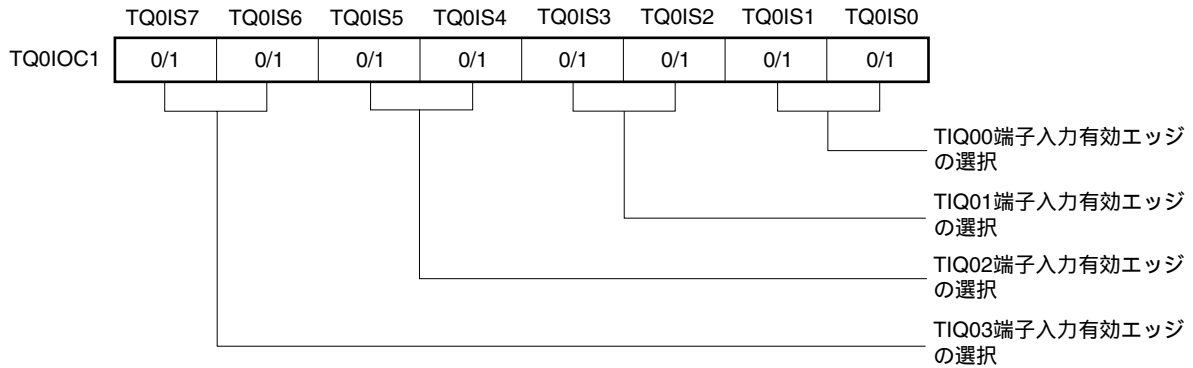 TQ0IS7 TQ0IS6 TQ0IS5 TQ0IS4 TQ0IS3 TQ0IS2 TQ0IS1 TQ0IS0
TQ0IOC1 0/1 0/1 0/1 0/1 0/1 0/1 0/1 0/1
TIQ00端子入力有効エッジ
の選択
TIQ01端子入力有効エッジ
の選択
TIQ02端子入力有効エッジ
の選択
TIQ03端子入力有効エッジ
の選択